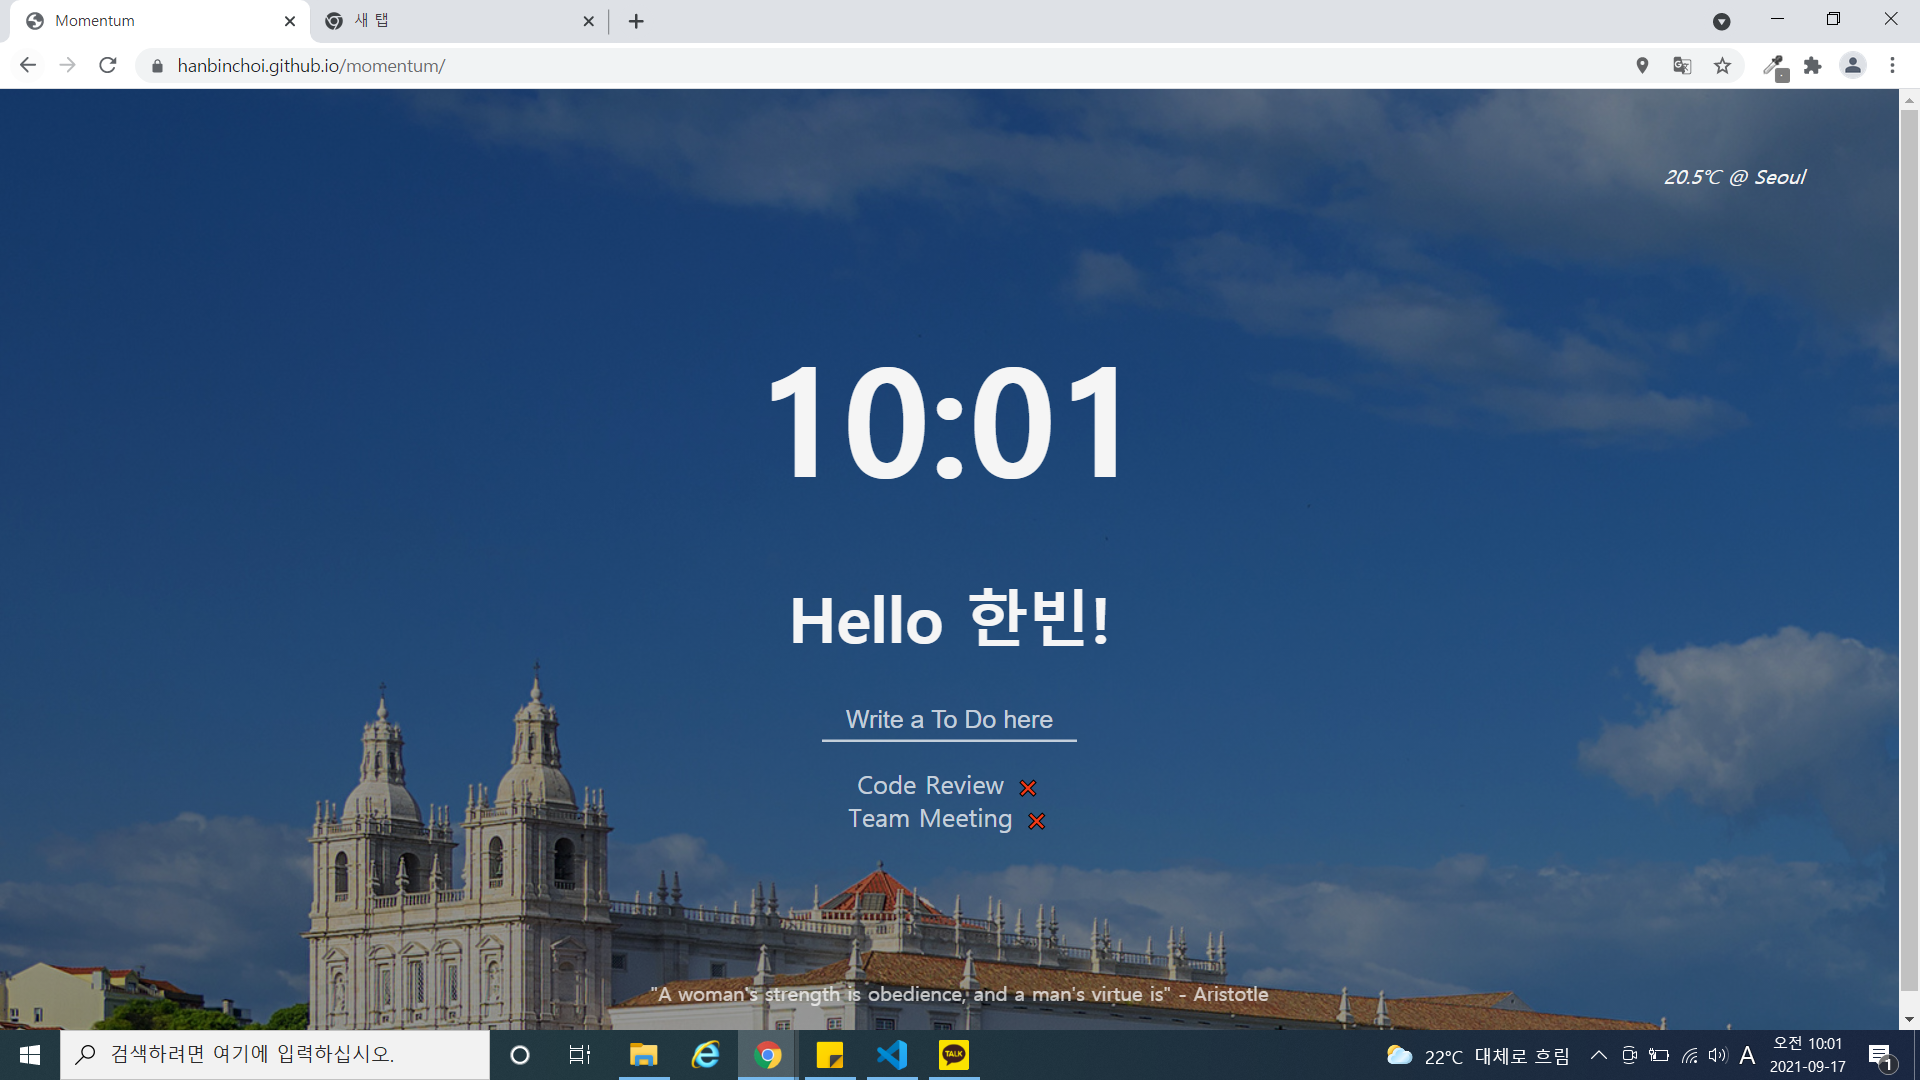 Momentum
새 탭
hanbinchoi.github.io/momentum/
20.5℃ @ Seoul
10:01
Hello 한빈!
Write a To Do here
Code Review ❌
Team Meeting ❌
"A woman's strength is obedience, and a man's virtue is" - Aristotle
검색하려면 여기에 입력하십시오.
TALK
22°C 대체로 흐림
A
오전 10:01
2021-09-17
1